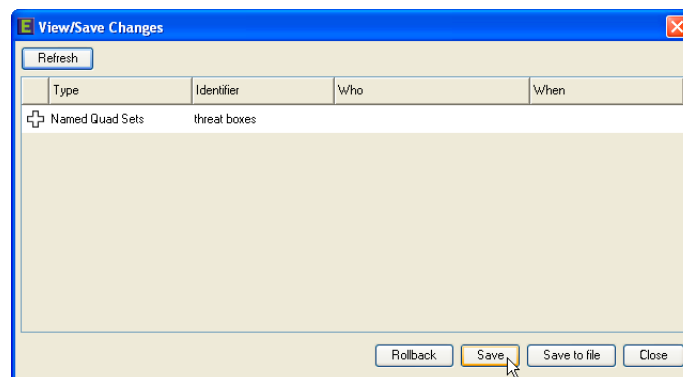 E View/Save Changes
Refresh
Type Identifier Who When
Named Quad Sets threat boxes
Rollback Save Save to file Close